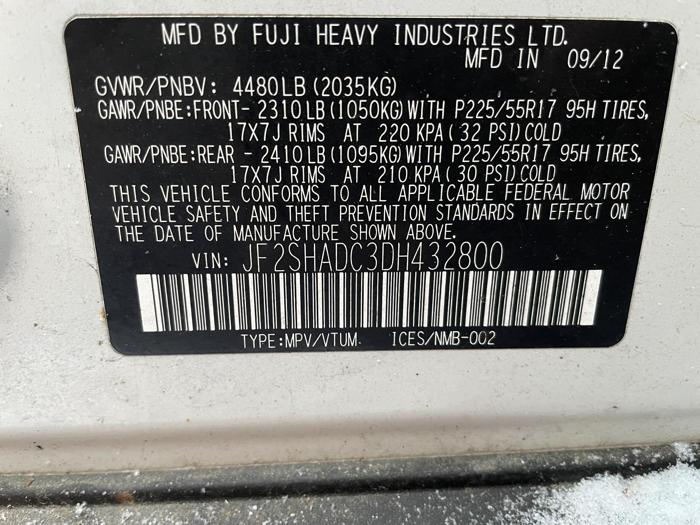 MFD BY FUJI HEAVY INDUSTRIES LTD.
MFD IN 09/12
GVWR/PNBV: 4480LB (2035KG)
GAWR/PNBE:FRONT- 2310LB (1050KG) WITH P225/55R17 95H TIRES,
17X7J RIMS AT 220 KPA (32 PSI) COLD
GAWR/PNBE:REAR - 2410LB (1095KG) WITH P225/55R17 95H TIRES,
17X7J RIMS AT 210 KPA (30 PSI) COLD
THIS VEHICLE CONFORMS TO ALL APPLICABLE FEDERAL MOTOR
VEHICLE SAFETY AND THEFT PREVENTION STANDARDS IN EFFECT ON
THE DATE OF MANUFACTURE SHOWN ABOVE.
VIN: JF2SHADC3DH432800
TYPE:MPV/VTUM ICES/NMB-002